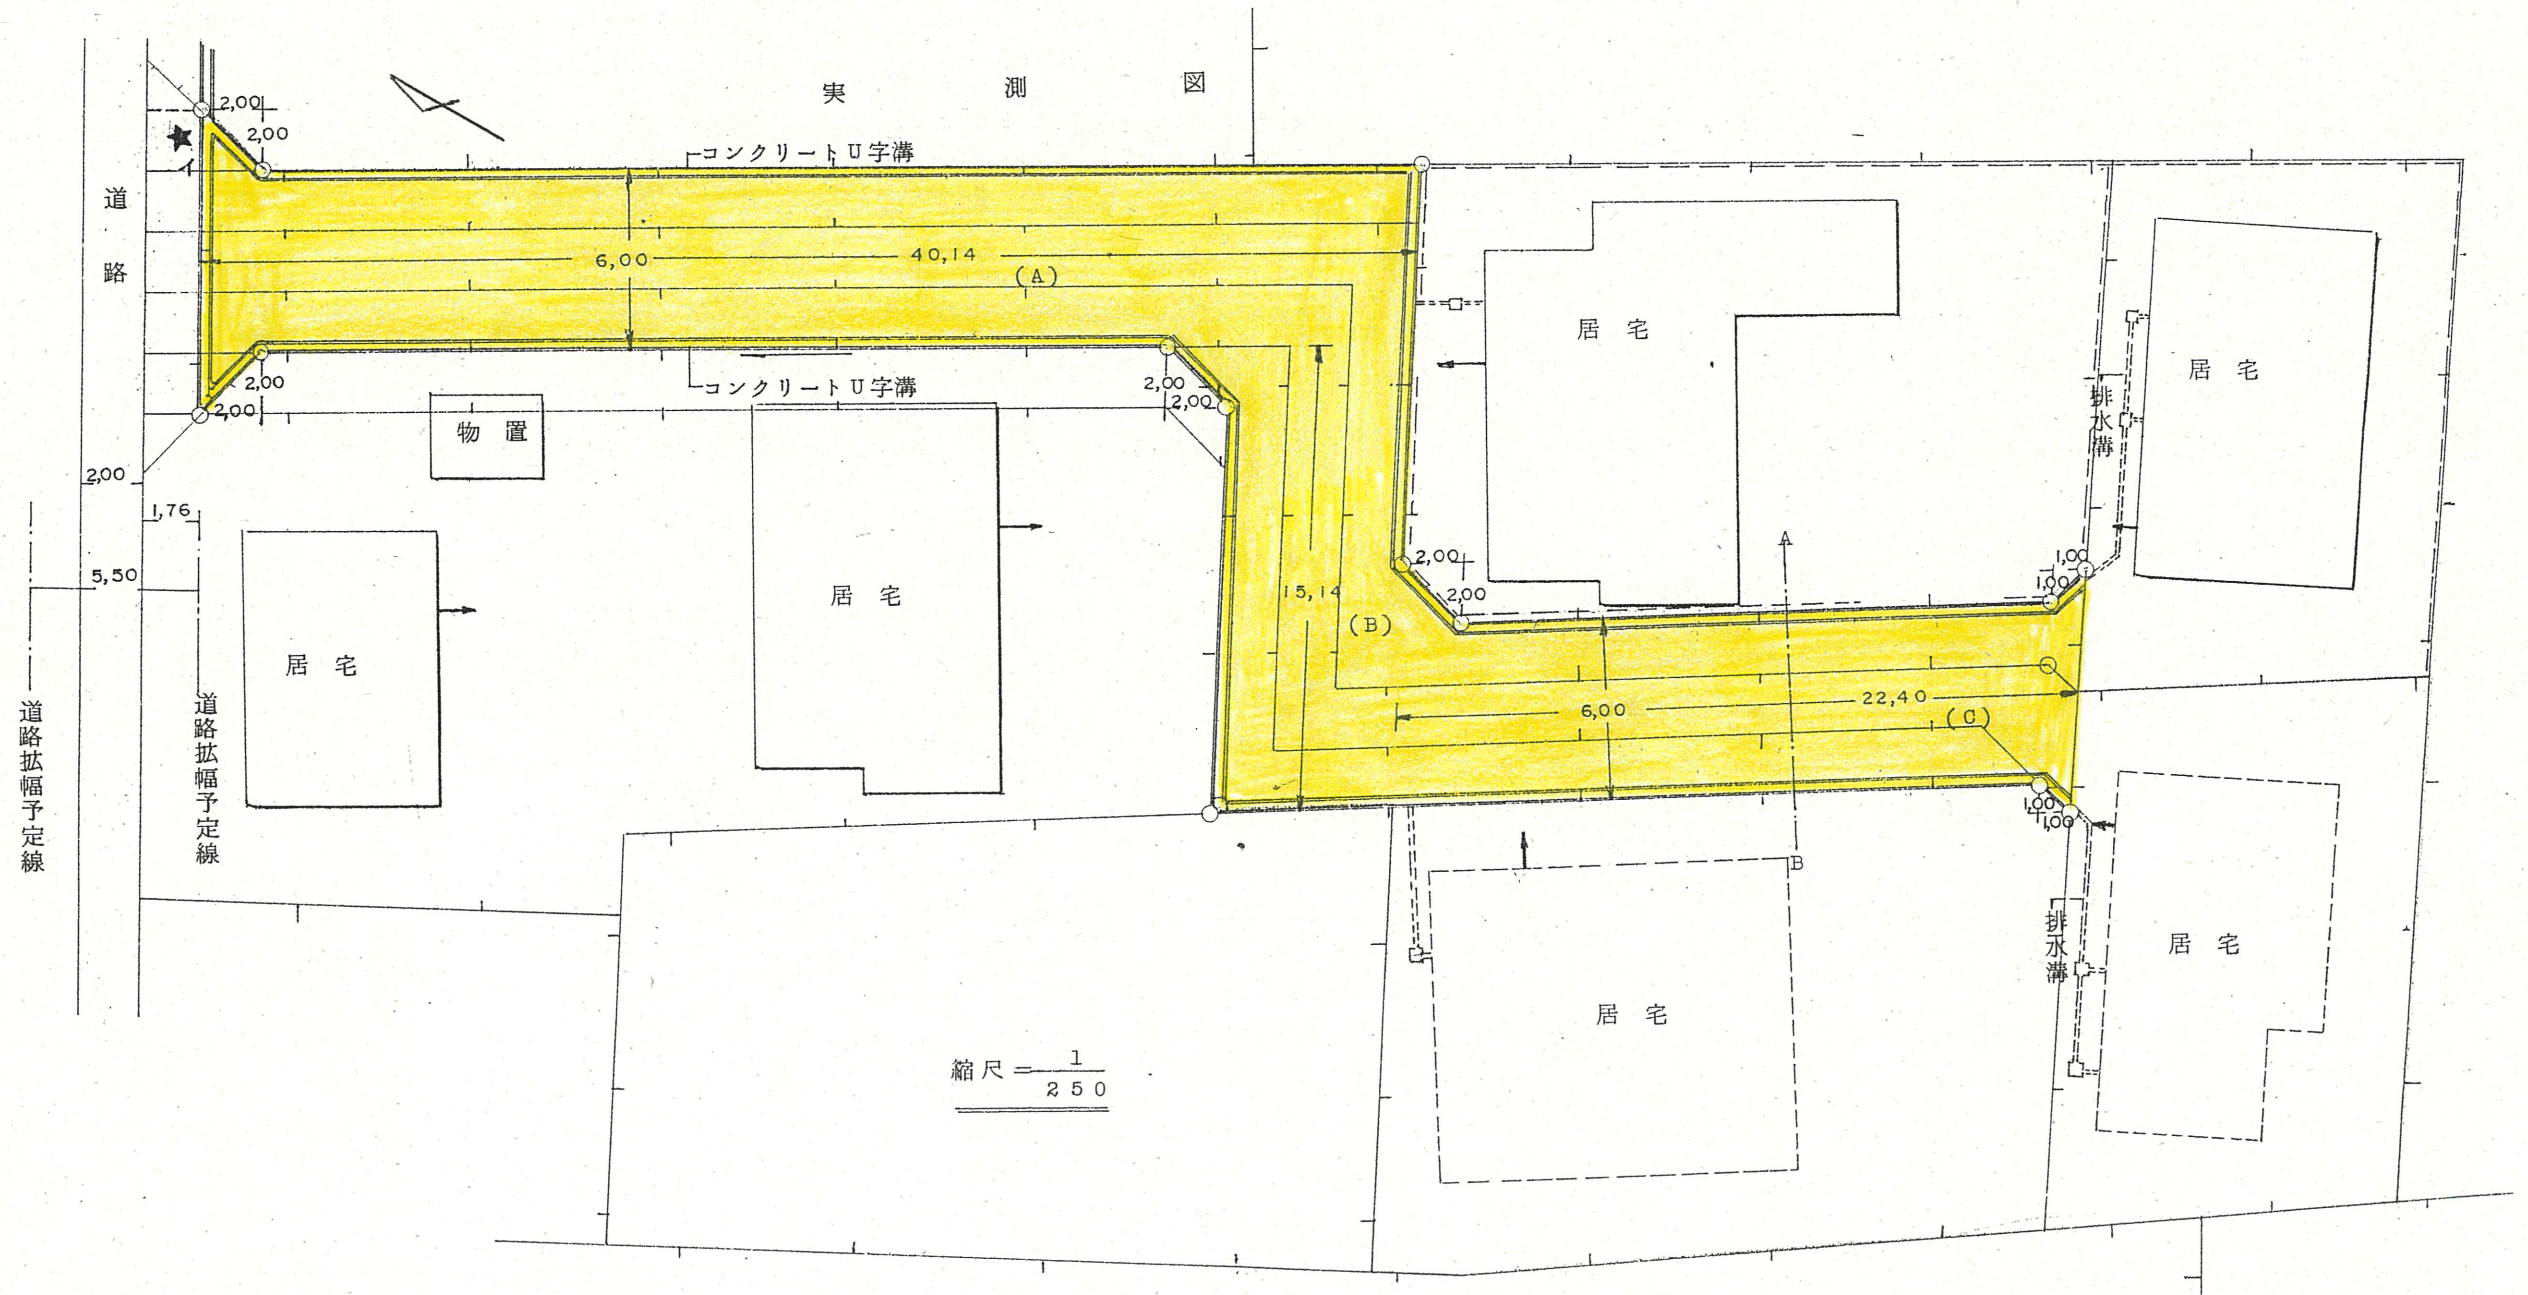 実測図
2,00
2,00
★
イ
コンクリートU字溝
道路
6,00
40,14
(A)
居宅
居宅
排水溝
2,00
2,00
コンクリートU字溝
2,00
2,00
物置
2,00
1,76
5,50
居宅
居宅
15,14
(B)
2,00
2,00
A
1,00
1,00
6,00
22,40
(C)
1,00
1,00
B
道路拡幅予定線
道路拡幅予定線
排水溝
居宅
居宅
縮尺=1/250